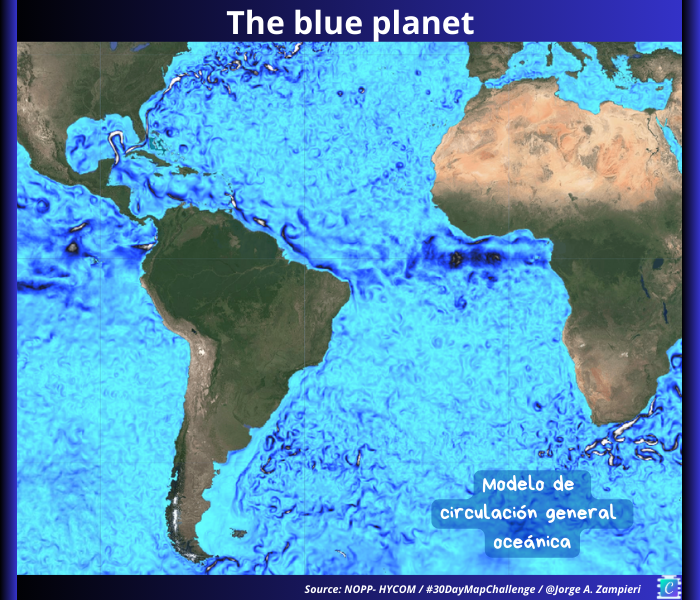 The blue planet
Modelo de
circulación general
oceánica
Source: NOPP- HYCOM / #30DayMapChallenge / @Jorge A. Zampieri